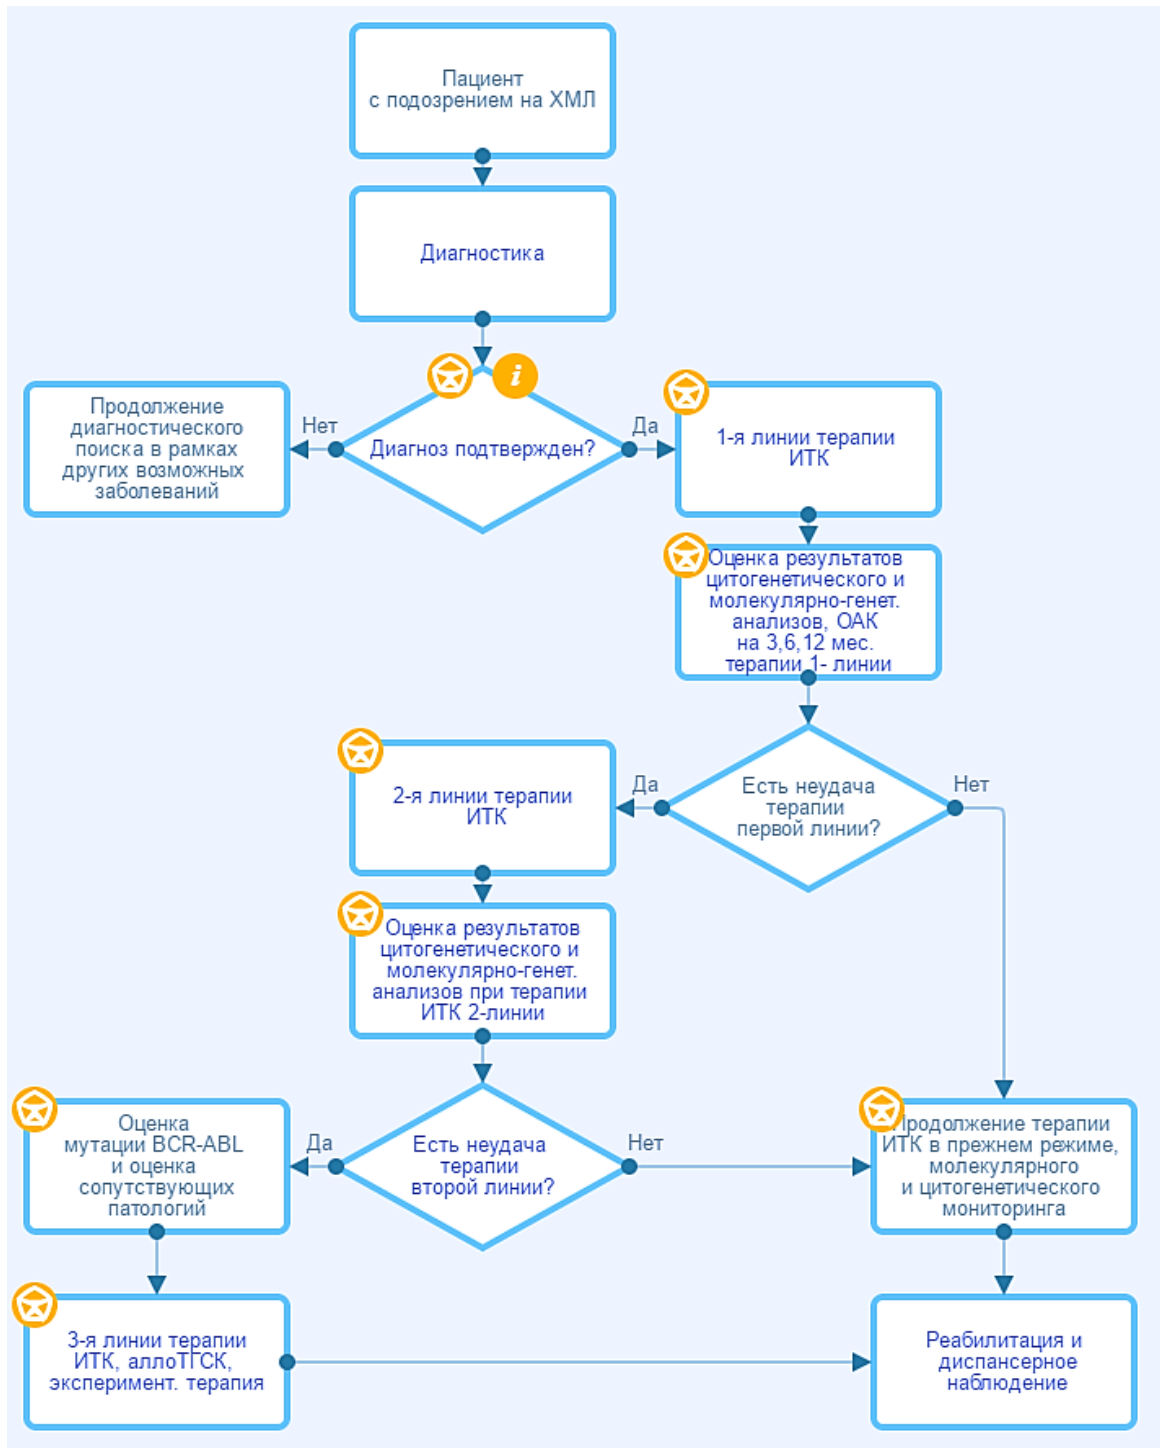 Пациент
с подозрением на ХМЛ
Диагностика
Диагноз подтвержден?
Нет
Да
Продолжение
диагностического
поиска в рамках
других возможных
заболеваний
1-я линии терапии
ИТК
Оценка результатов
цитогенетического и
молекулярно-генет.
анализов, ОАК
на 3,6,12 мес.
терапии 1- линии
Есть неудача
терапии
первой линии?
Да
Нет
2-я линии терапии
ИТК
Оценка результатов
цитогенетического и
молекулярно-генет.
анализов при терапии
ИТК 2-линии
Есть неудача
терапии
второй линии?
Да
Нет
Оценка
мутации BCR-ABL
и оценка
сопутствующих
патологий
Продолжение терапии
ИТК в прежнем режиме,
молекулярного
и цитогенетического
мониторинга
3-я линии терапии
ИТК, аллоТГСК,
эксперимент. терапия
Реабилитация и
диспансерное
наблюдение